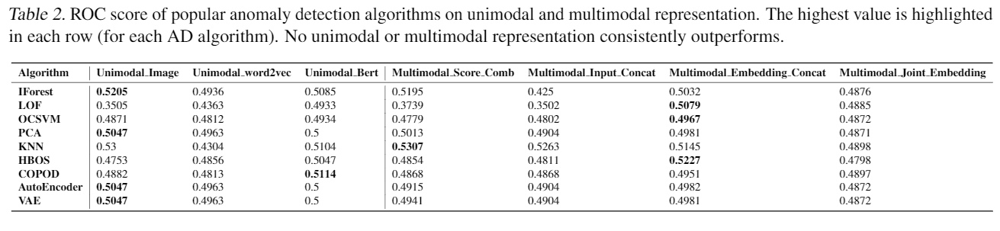 Table 2. ROC score of popular anomaly detection algorithms on unimodal and multimodal representation. The highest value is highlighted
in each row (for each AD algorithm). No unimodal or multimodal representation consistently outperforms.
Algorithm Unimodal_Image Unimodal_word2vec Unimodal_Bert Multimodal_Score_Comb Multimodal_Input_Concat Multimodal_Embedding_Concat Multimodal_Joint_Embedding
IForest 0.5205 0.4936 0.5085 0.5195 0.425 0.5032 0.4876
LOF 0.3505 0.4363 0.4933 0.3739 0.3502 0.5079 0.4885
OCSVM 0.4871 0.4812 0.4934 0.4779 0.4802 0.4967 0.4872
PCA 0.5047 0.4963 0.5 0.5013 0.4904 0.4981 0.4871
KNN 0.53 0.4304 0.5104 0.5307 0.5263 0.5145 0.4898
HBOS 0.4753 0.4856 0.5047 0.4854 0.4811 0.5227 0.4798
COPOD 0.4882 0.4813 0.5114 0.4868 0.4868 0.4951 0.4897
AutoEncoder 0.5047 0.4963 0.5 0.4915 0.4904 0.4982 0.4872
VAE 0.5047 0.4963 0.5 0.4941 0.4904 0.4981 0.4872